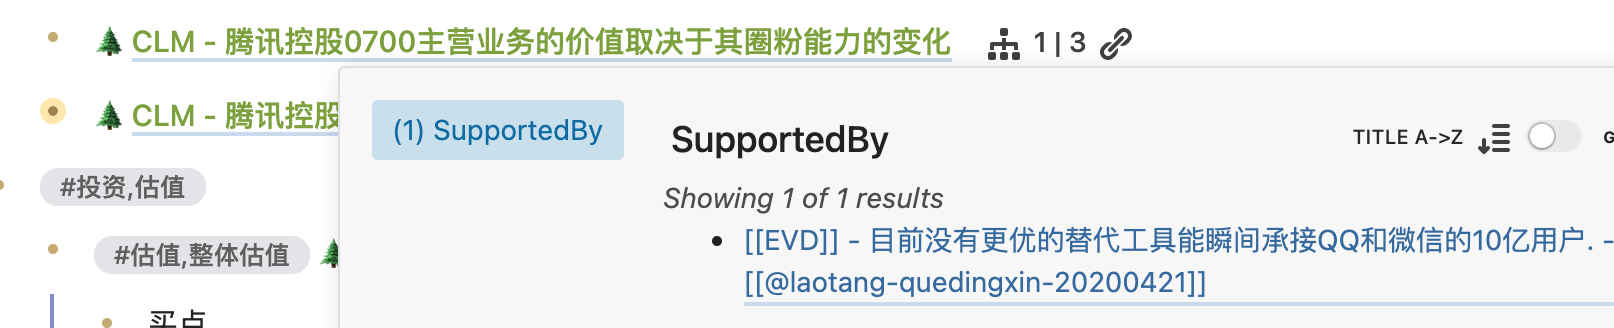 CLM - 腾讯控股0700主营业务的价值取决于其圈粉能力的变化 1 | 3
CLM - 腾讯控股
(1) SupportedBy
SupportedBy
TITLE A->Z
Showing 1 of 1 results
#投资,估值
[[EVD]] - 目前没有更优的替代工具能瞬间承接QQ和微信的10亿用户. -
#估值,整体估值
[[@laotang-quedingxin-20200421]]
买点